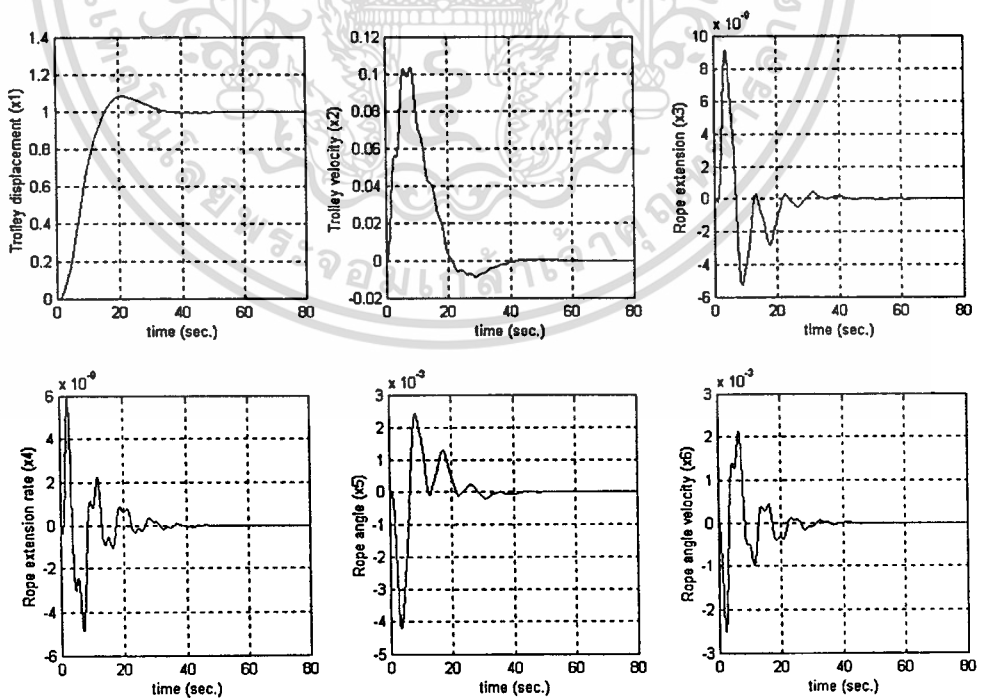 Trolley displacement (x1)
1.4
1.2
1
0.8
0.6
0.4
0.2
0
0 20 40 60 80
time (sec.)
Trolley velocity (x2)
0.12
0.1
0.08
0.06
0.04
0.02
0
-0.02
0 20 40 60 80
time (sec.)
x 10⁻⁹
Rope extension (x3)
10
8
6
4
2
0
-2
-4
-6
0 20 40 60 80
time (sec.)
x 10⁻⁹
Rope extension rate (x4)
6
4
2
0
-2
-4
-6
0 20 40 60 80
time (sec.)
x 10⁻³
Rope angle (x5)
3
2
1
0
-1
-2
-3
-4
-5
0 20 40 60 80
time (sec.)
x 10⁻³
Rope angle velocity (x6)
3
2
1
0
-1
-2
-3
0 20 40 60 80
time (sec.)